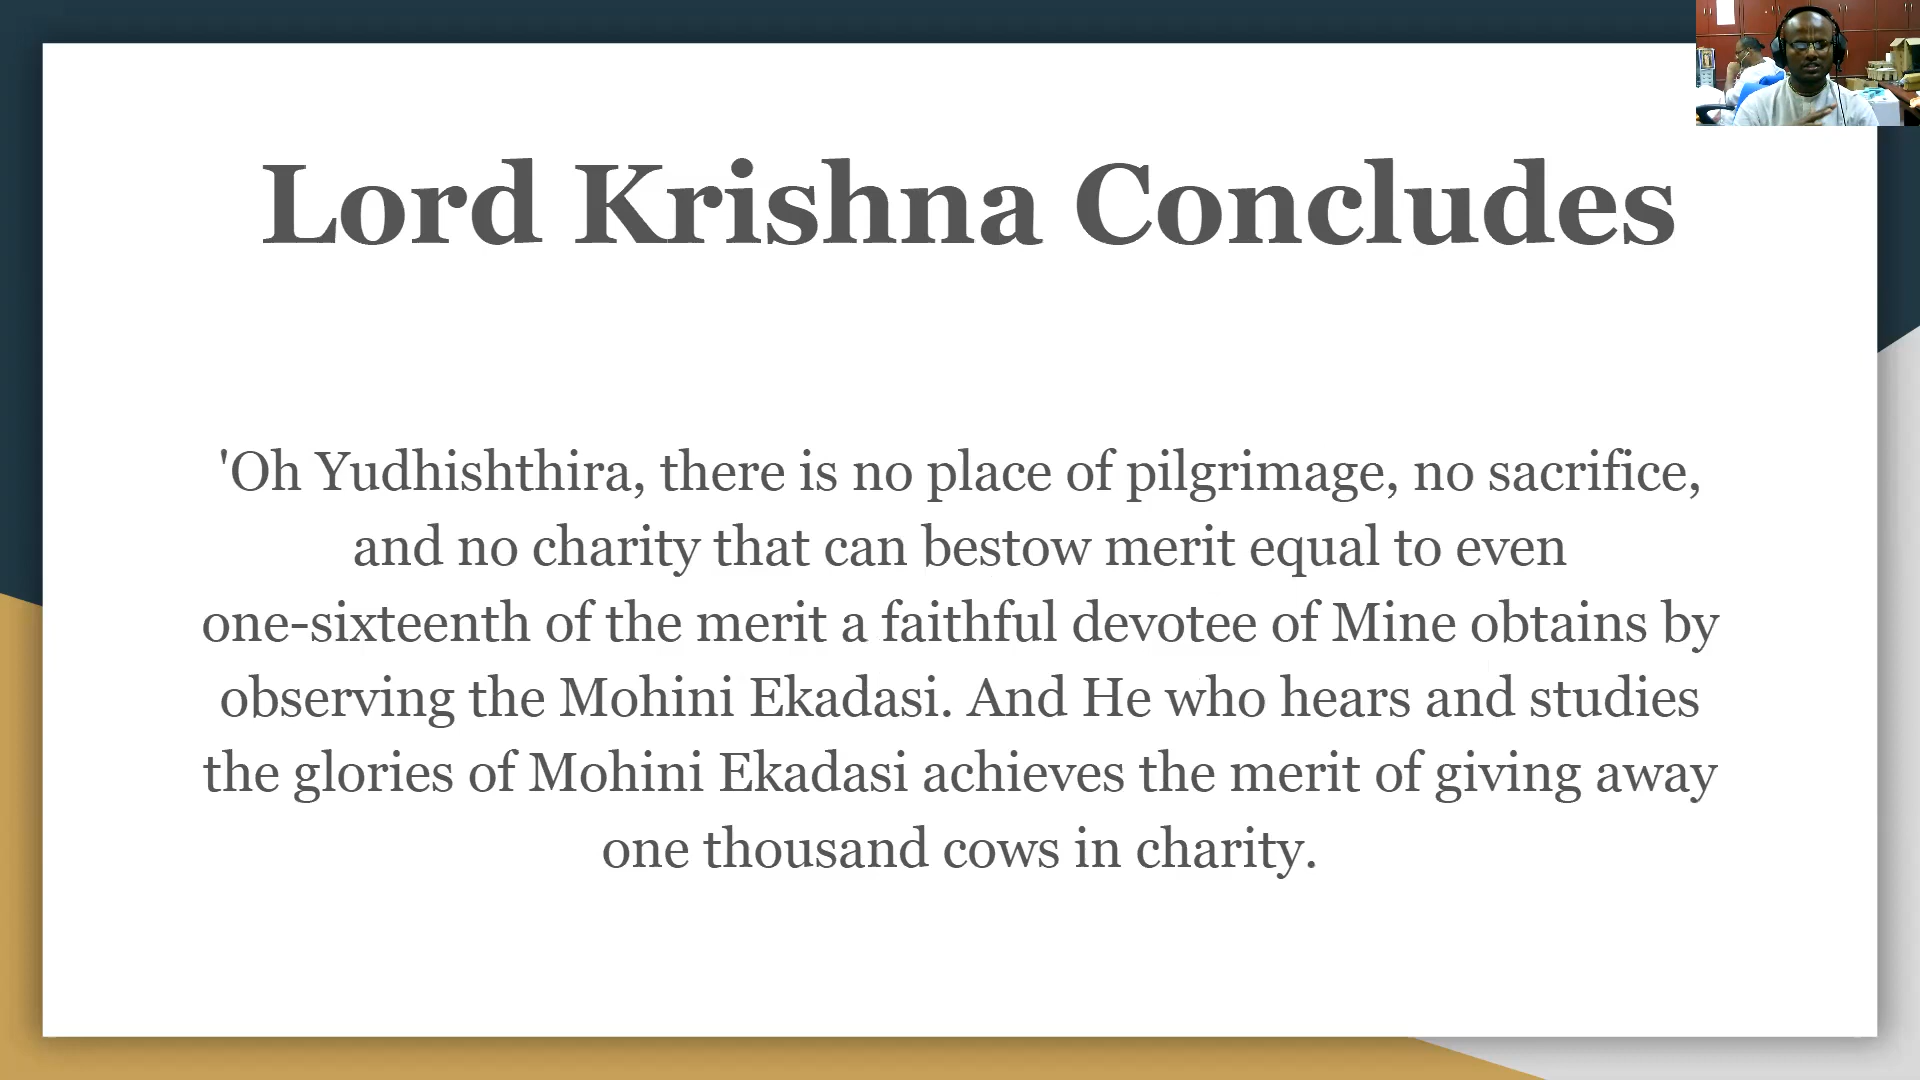 Lord Krishna Concludes
'Oh Yudhishthira, there is no place of pilgrimage, no sacrifice,
and no charity that can bestow merit equal to even
one-sixteenth of the merit a faithful devotee of Mine obtains by
observing the Mohini Ekadasi. And He who hears and studies
the glories of Mohini Ekadasi achieves the merit of giving away
one thousand cows in charity.